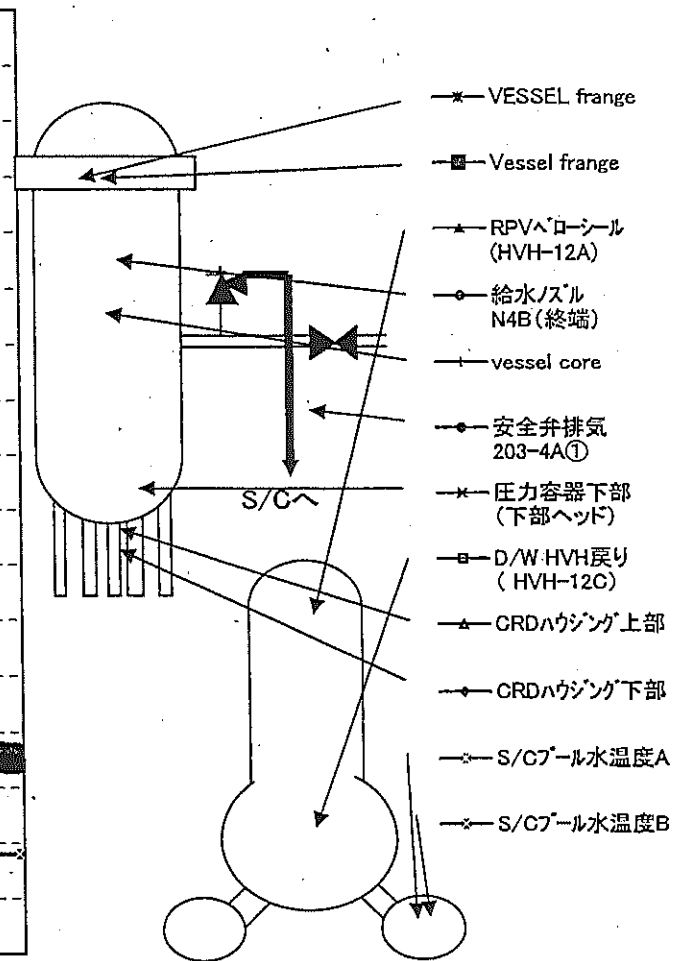 VESSEL frange
Vessel frange
RPVベローシール
(HVH-12A)
給水ノズル
N4B(終端)
vessel core
安全弁排気
203-4A①
圧力容器下部
(下部ヘッド)
D/W HVH戻り
( HVH-12C)
CRDハウジング上部
CRDハウジング下部
S/Cプール水温度A
S/Cプール水温度B
S/Cへ